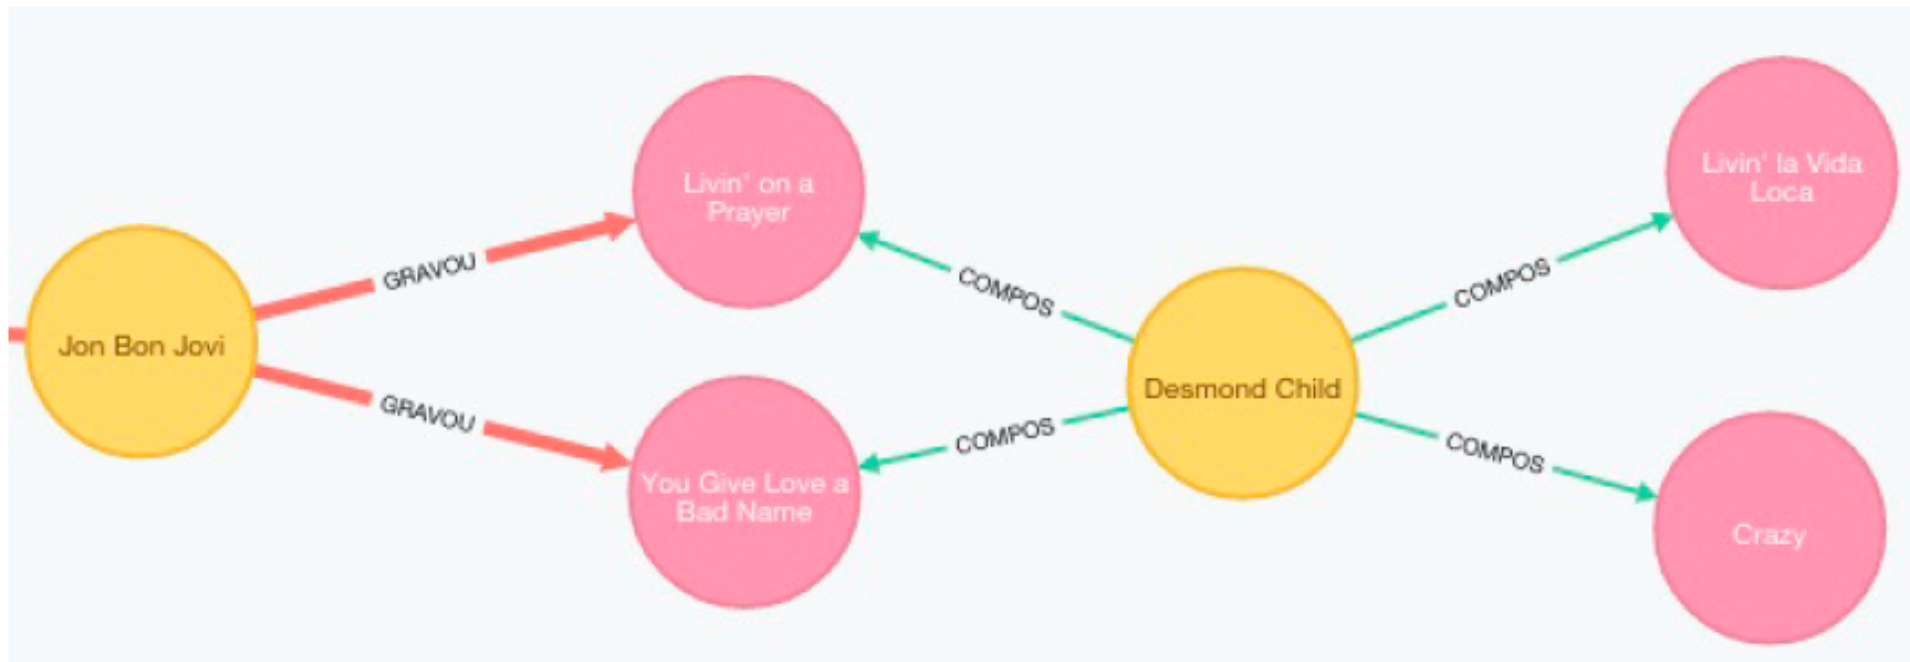 Jon Bon Jovi
GRAVOU
GRAVOU
Livin' on a
Prayer
You Give Love a
Bad Name
COMPOS
COMPOS
Desmond Child
COMPOS
COMPOS
Livin' la Vida
Loca
Crazy